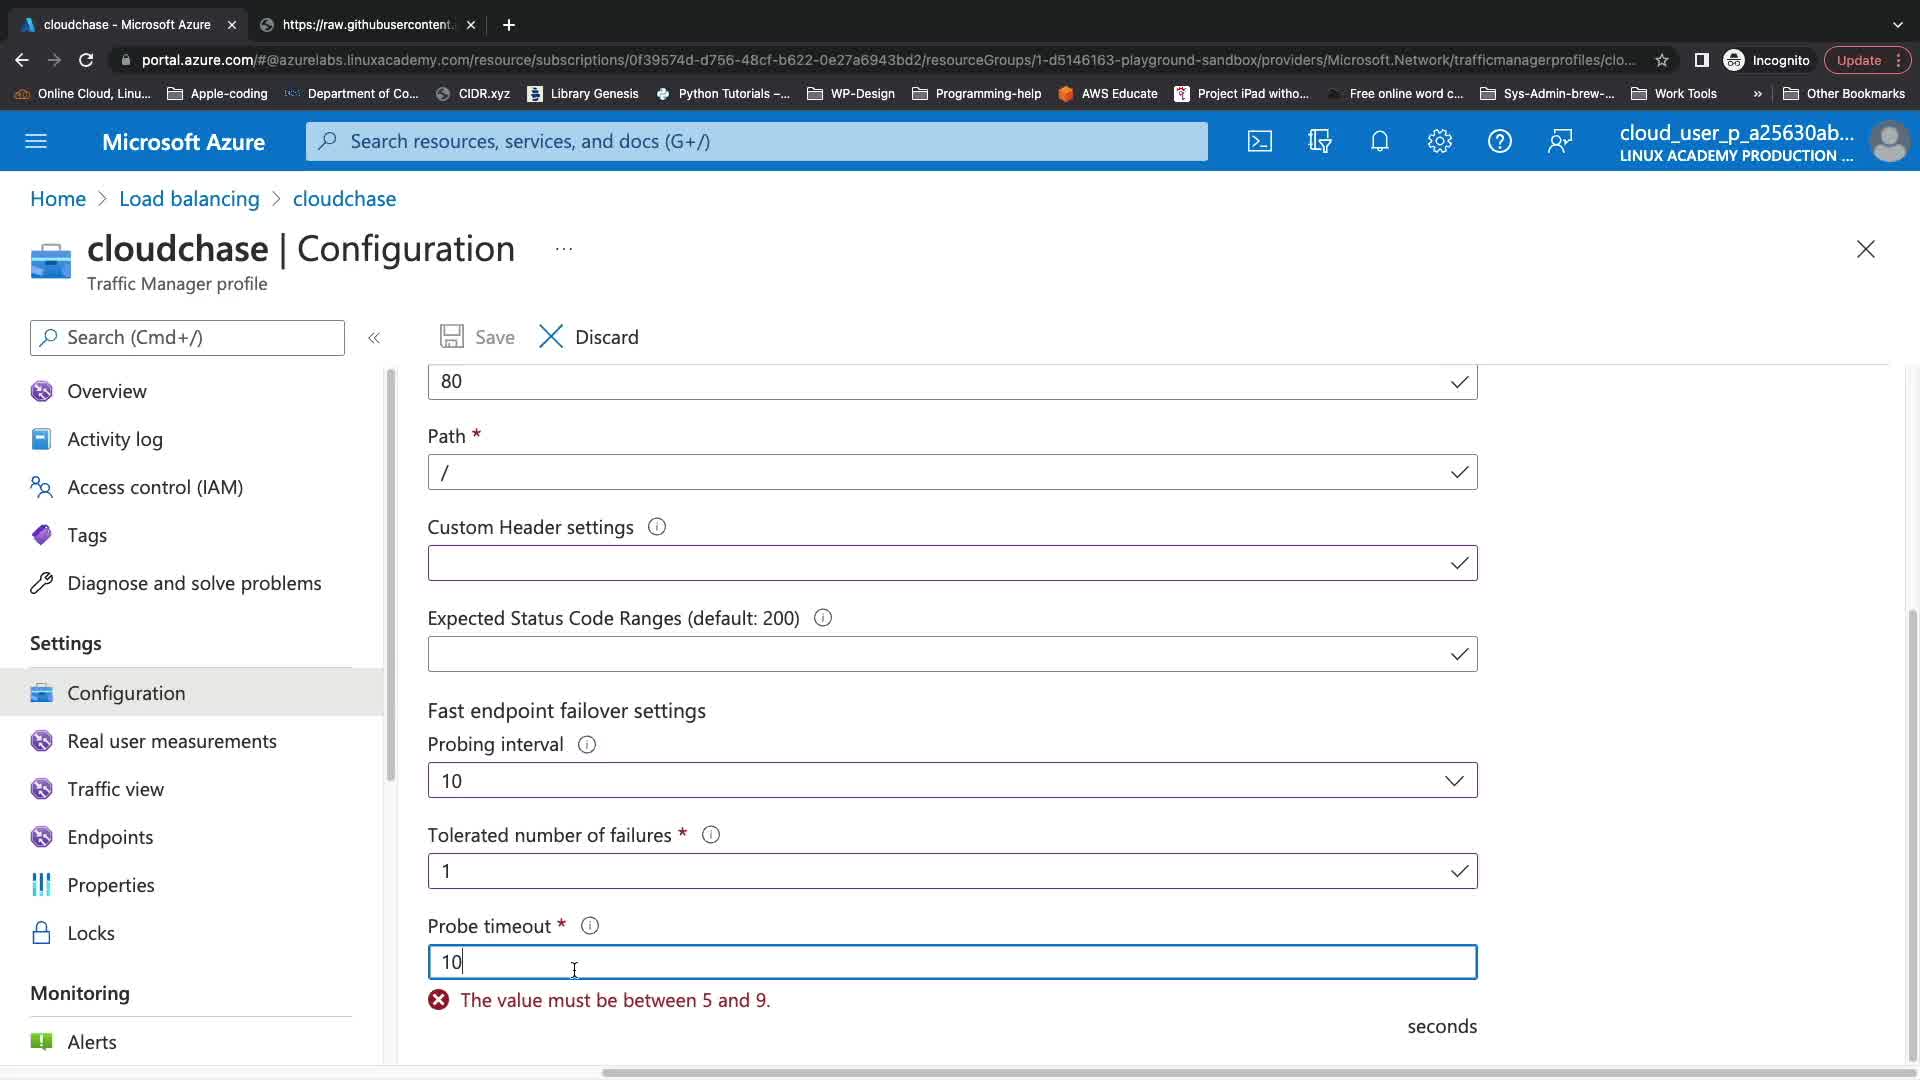 cloudchase - Microsoft Azure
https://raw.githubusercontent.
portal.azure.com/#@azurelabs.linuxacademy.com/resource/subscriptions/0f39574d-d756-48cf-b622-0e27a6943bd2/resourceGroups/1-d5146163-playground-sandbox/providers/Microsoft.Network/trafficmanagerprofiles/clo...
Incognito
Update
Online Cloud, Linu...
Apple-coding
Department of Co...
CIDR.xyz
Library Genesis
Python Tutorials –...
WP-Design
Programming-help
AWS Educate
Project iPad witho...
Free online word c...
Sys-Admin-brew-...
Work Tools
»
Other Bookmarks
Microsoft Azure
Search resources, services, and docs (G+/)
cloud_user_p_a25630ab...
LINUX ACADEMY PRODUCTION ...
Home > Load balancing > cloudchase
cloudchase | Configuration ...
Traffic Manager profile
Search (Cmd+/)
«
Save
Discard
Overview
Activity log
Access control (IAM)
Tags
Diagnose and solve problems
Settings
Configuration
Real user measurements
Traffic view
Endpoints
Properties
Locks
Monitoring
Alerts
80
Path *
/
Custom Header settings
Expected Status Code Ranges (default: 200)
Fast endpoint failover settings
Probing interval
10
Tolerated number of failures *
1
Probe timeout *
10
The value must be between 5 and 9.
seconds